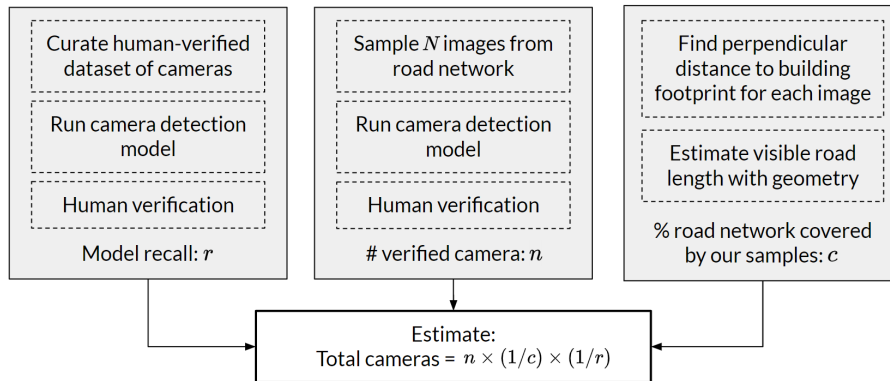 Curate human-verified
dataset of cameras
Run camera detection
model
Human verification
Model recall: r
Sample N images from
road network
Run camera detection
model
Human verification
# verified camera: n
Find perpendicular
distance to building
footprint for each image
Estimate visible road
length with geometry
% road network covered
by our samples: c
Estimate:
Total cameras = n × (1/c) × (1/r)